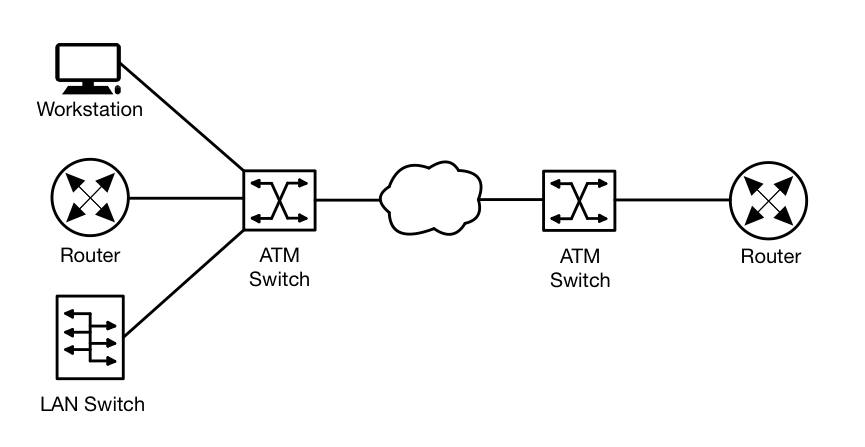 Workstation
Router
ATM
Switch
ATM
Switch
Router
LAN Switch